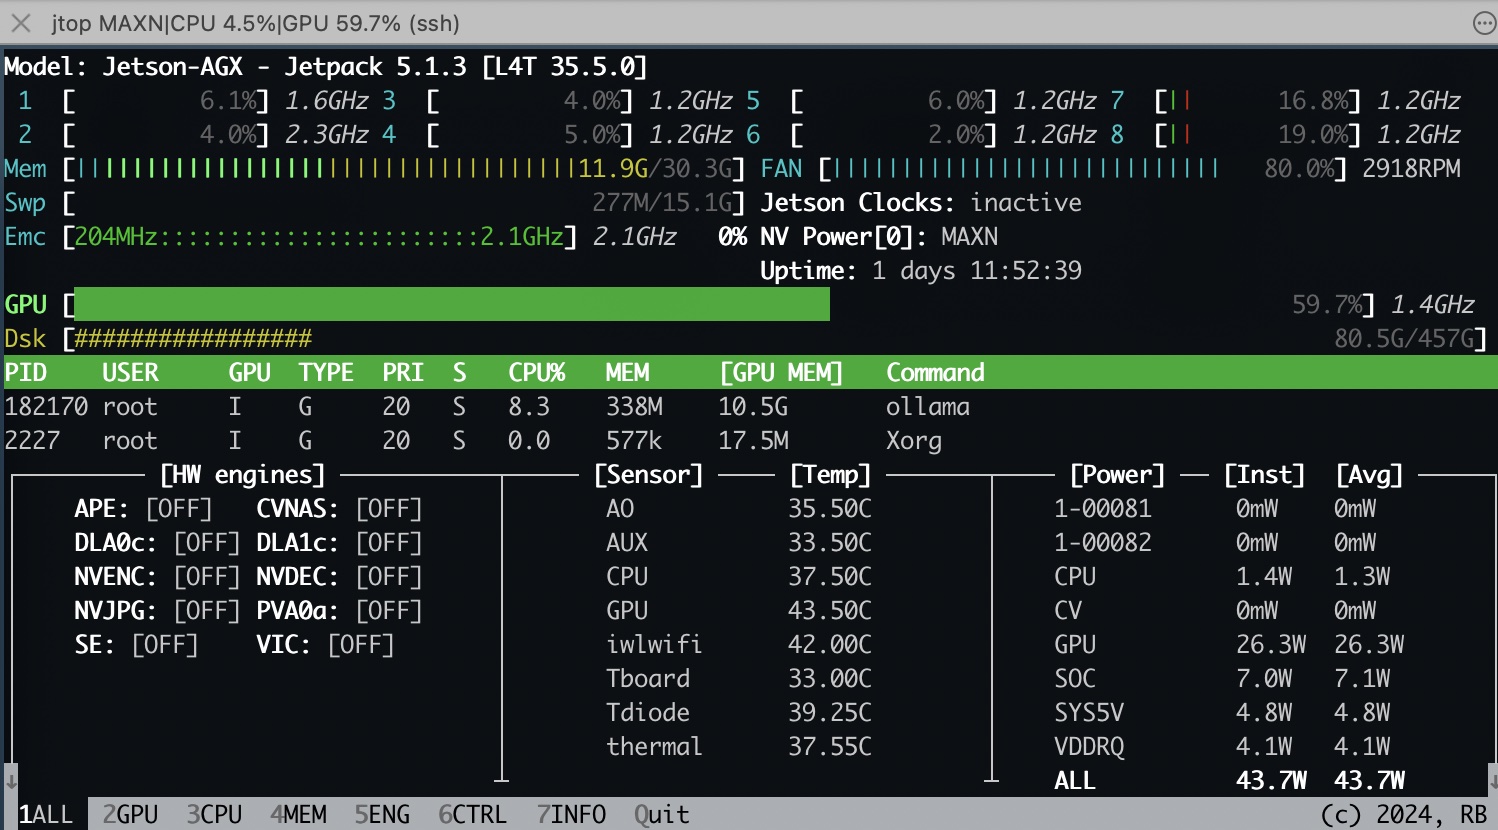 jtop MAXN|CPU 4.5%|GPU 59.7% (ssh)
Model: Jetson-AGX - Jetpack 5.1.3 [L4T 35.5.0]
1 [ 6.1%] 1.6GHz 3 [ 4.0%] 1.2GHz 5 [ 6.0%] 1.2GHz 7 [|| 16.8%] 1.2GHz
2 [ 4.0%] 2.3GHz 4 [ 5.0%] 1.2GHz 6 [ 2.0%] 1.2GHz 8 [|| 19.0%] 1.2GHz
Mem [||||||||||||||||||||||||||||||||||||11.9G/30.3G] FAN [|||||||||||||||||||||||||||| 80.0%] 2918RPM
Swp [ 277M/15.1G] Jetson Clocks: inactive
Emc [204MHz:::::::::::::::::::::::2.1GHz] 2.1GHz 0% NV Power[0]: MAXN
Uptime: 1 days 11:52:39
GPU [ 59.7%] 1.4GHz
Dsk [################# 80.5G/457G]
PID USER GPU TYPE PRI S CPU% MEM [GPU MEM] Command
182170 root I G 20 S 8.3 338M 10.5G ollama
2227 root I G 20 S 0.0 577k 17.5M Xorg
[HW engines] [Sensor] [Temp] [Power] [Inst] [Avg]
APE: [OFF] CVNAS: [OFF] AO 35.50C 1-00081 0mW 0mW
DLA0c: [OFF] DLA1c: [OFF] AUX 33.50C 1-00082 0mW 0mW
NVENC: [OFF] NVDEC: [OFF] CPU 37.50C CPU 1.4W 1.3W
NVJPG: [OFF] PVA0a: [OFF] GPU 43.50C CV 0mW 0mW
SE: [OFF] VIC: [OFF] iwlwifi 42.00C GPU 26.3W 26.3W
Tboard 33.00C SOC 7.0W 7.1W
Tdiode 39.25C SYS5V 4.8W 4.8W
thermal 37.55C VDDRQ 4.1W 4.1W
ALL 43.7W 43.7W
1ALL 2GPU 3CPU 4MEM 5ENG 6CTRL 7INFO Quit (c) 2024, RB